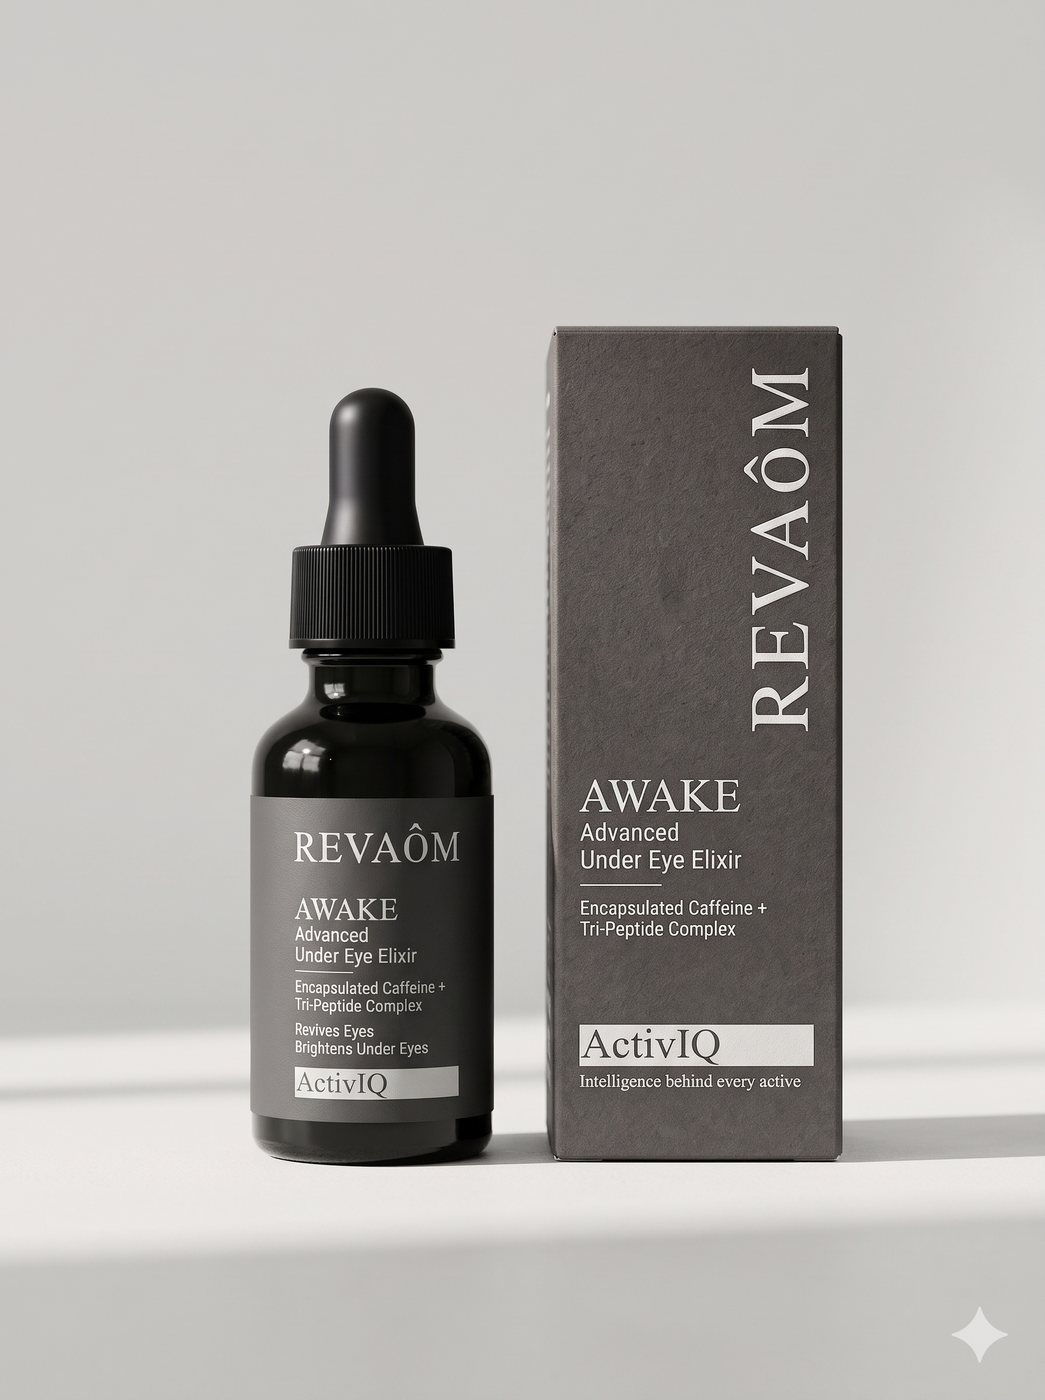 REVAÔM
AWAKE
Advanced
Under Eye Elixir
Encapsulated Caffeine +
Tri-Peptide Complex
Revives Eyes
Brightens Under Eyes
ActivIQ
REVAÔM
AWAKE
Advanced
Under Eye Elixir
Encapsulated Caffeine +
Tri-Peptide Complex
ActivIQ
Intelligence behind every active